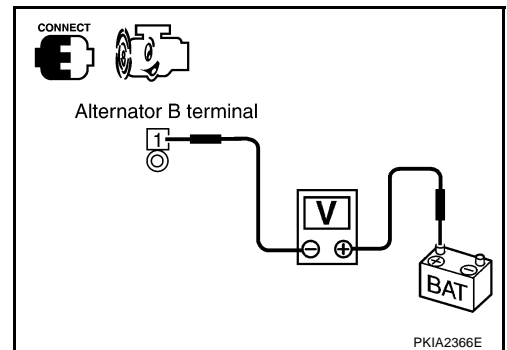 CONNECT
Alternator B terminal
1
V
− +
+ −
BAT
PKIA2366E